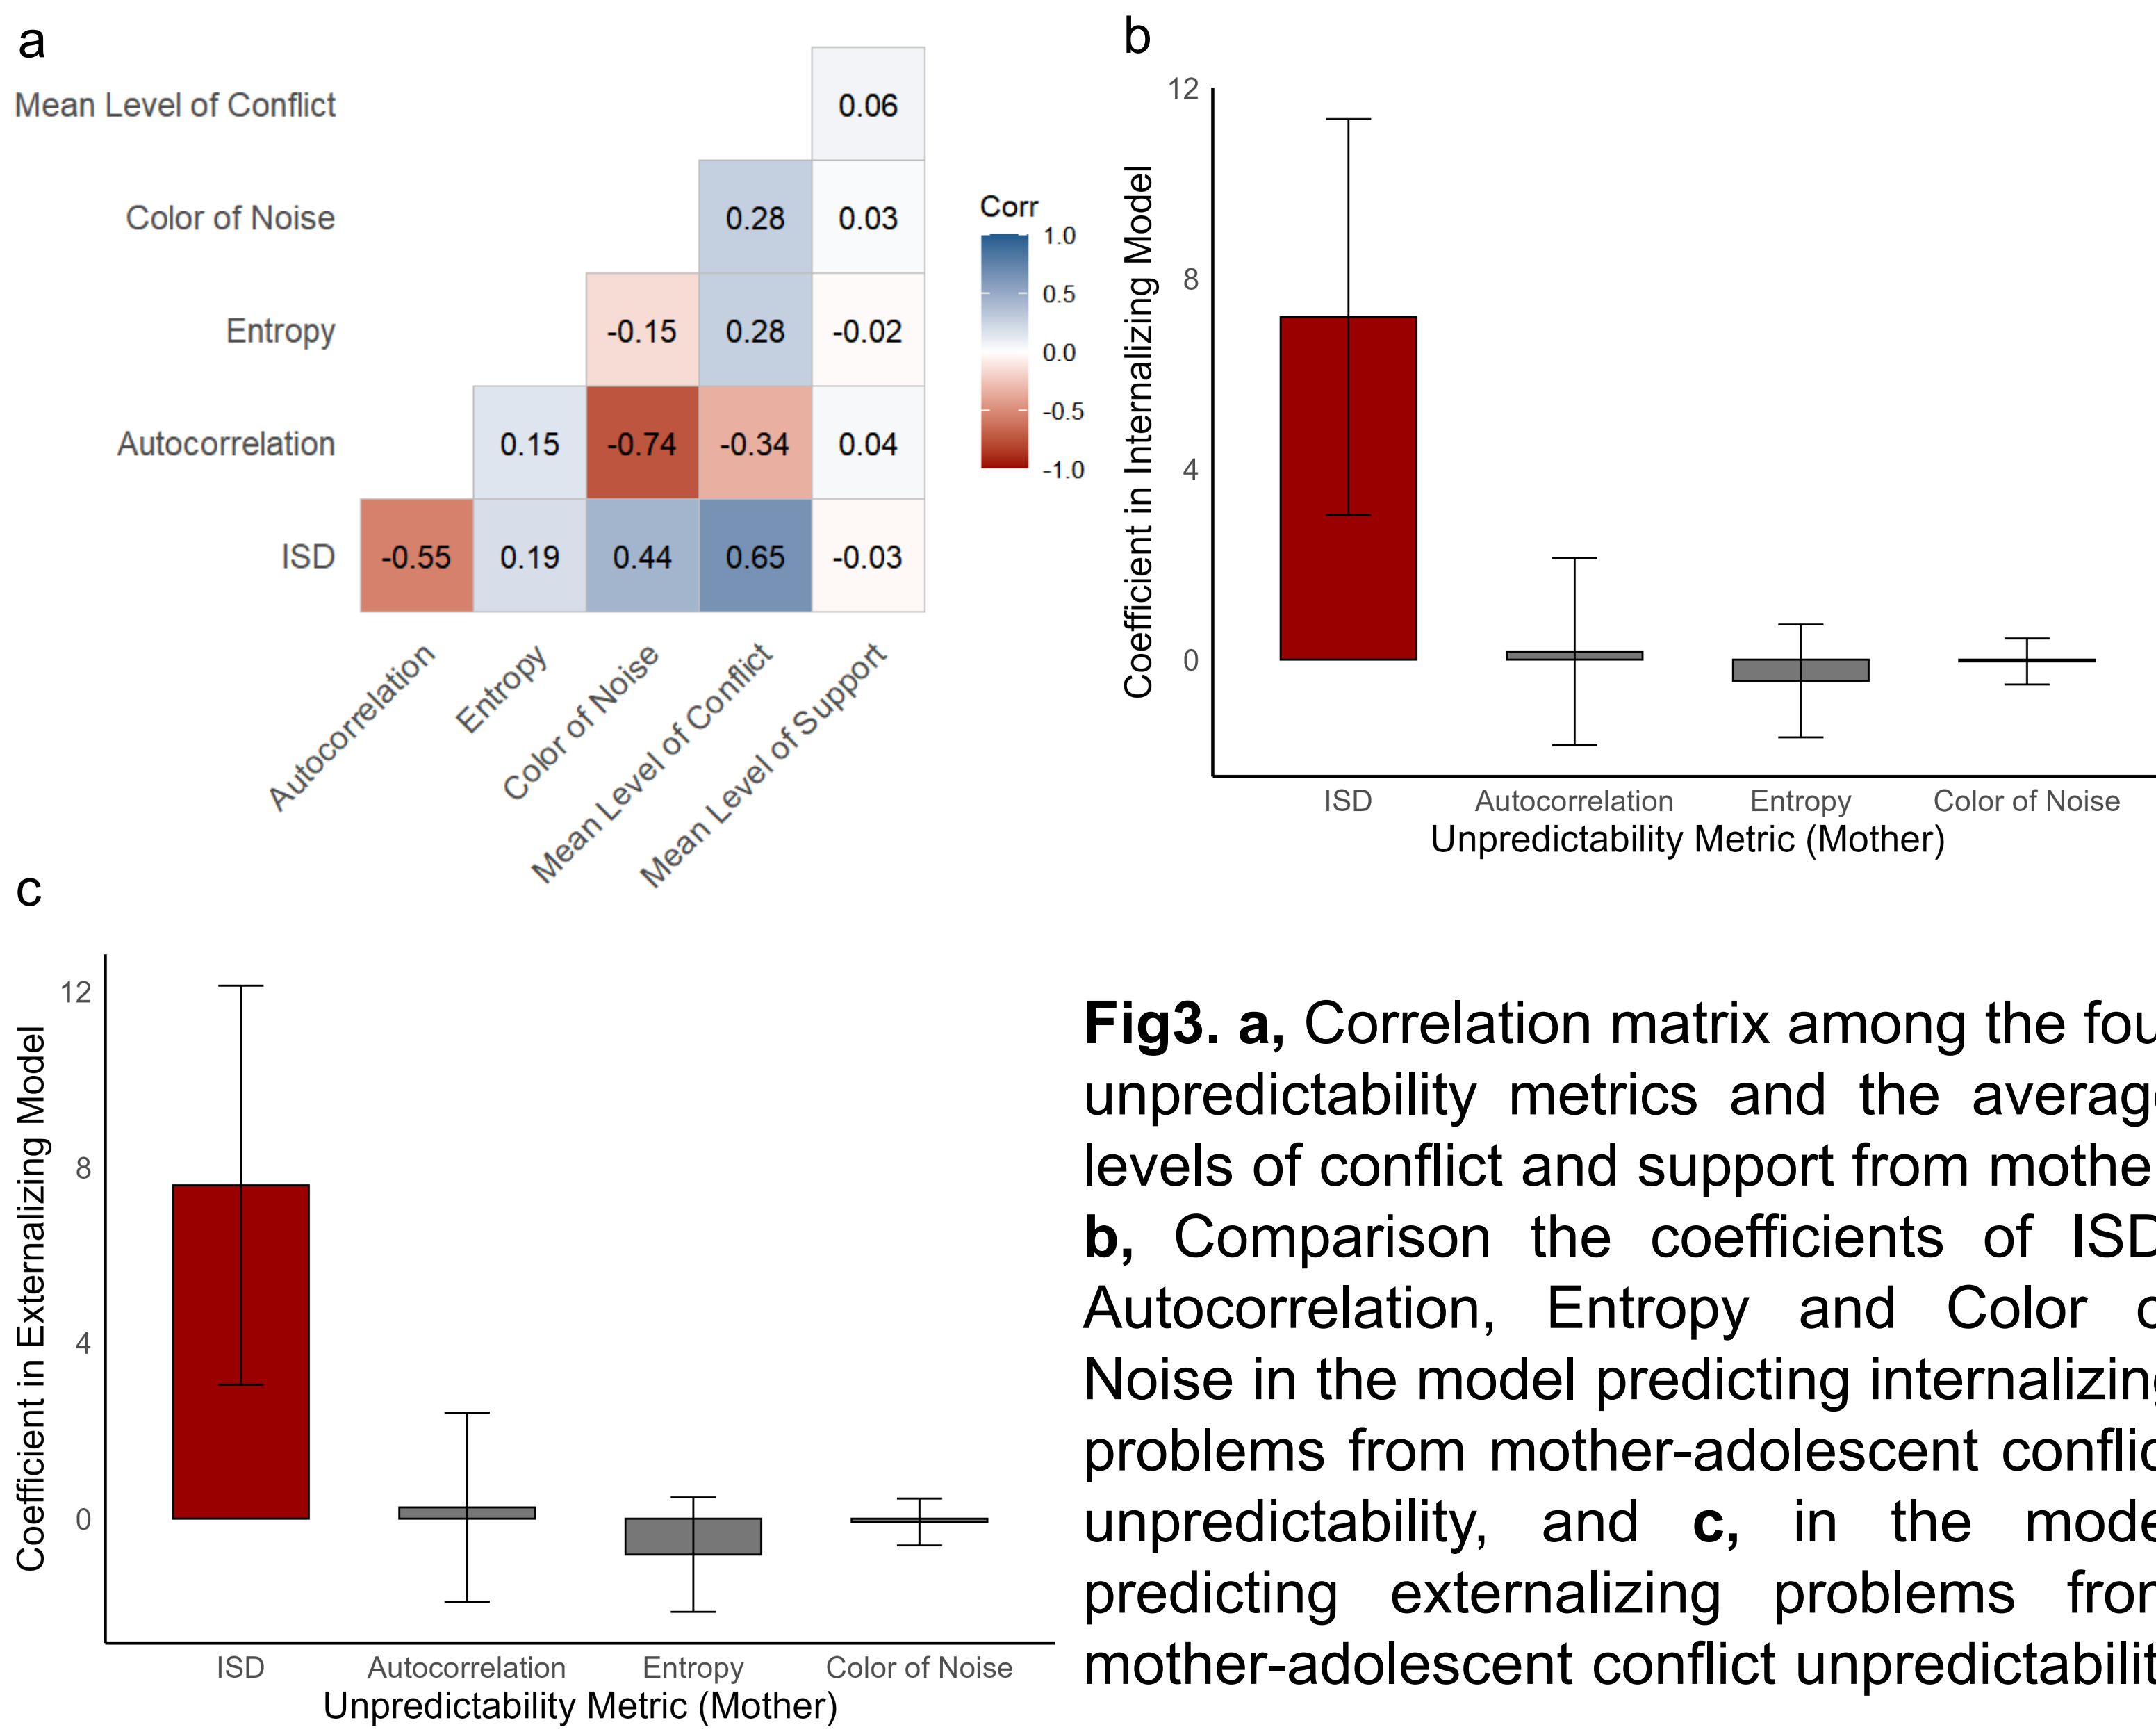 a
Mean Level of Conflict
0.06
Color of Noise
0.28 0.03
Entropy
-0.15 0.28 -0.02
Autocorrelation
0.15 -0.74 -0.34 0.04
ISD
-0.55 0.19 0.44 0.65 -0.03
Autocorrelation
Entropy
Color of Noise
Mean Level of Conflict
Mean Level of Support
Corr
1.0
0.5
0.0
-0.5
-1.0
b
Coefficient in Internalizing Model
12
8
4
0
ISD Autocorrelation Entropy Color of Noise
Unpredictability Metric (Mother)
c
Coefficient in Externalizing Model
12
8
4
0
ISD Autocorrelation Entropy Color of Noise
Unpredictability Metric (Mother)
Fig3. a, Correlation matrix among the fou
unpredictability metrics and the averag
levels of conflict and support from mothe
b, Comparison the coefficients of ISD
Autocorrelation, Entropy and Color o
Noise in the model predicting internalizing
problems from mother-adolescent conflic
unpredictability, and c, in the mode
predicting externalizing problems from
mother-adolescent conflict unpredictabilit